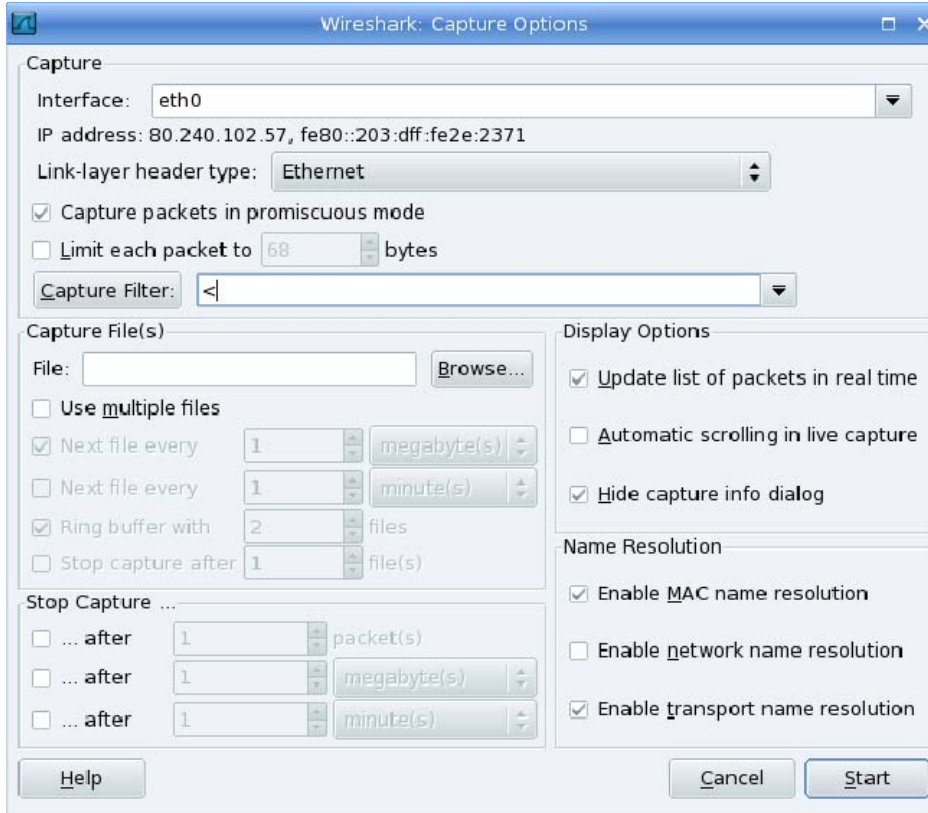 Wireshark: Capture Options
Capture
Interface: eth0
IP address: 80.240.102.57, fe80::203:dff:fe2e:2371
Link-layer header type: Ethernet
Capture packets in promiscuous mode
Limit each packet to 68 bytes
Capture Filter: <
Capture File(s)
File: Browse...
Use multiple files
Next file every 1 megabyte(s)
Next file every 1 minute(s)
Ring buffer with 2 files
Stop capture after 1 file(s)
Stop Capture ...
... after 1 packet(s)
... after 1 megabyte(s)
... after 1 minute(s)
Display Options
Update list of packets in real time
Automatic scrolling in live capture
Hide capture info dialog
Name Resolution
Enable MAC name resolution
Enable network name resolution
Enable transport name resolution
Help Cancel Start